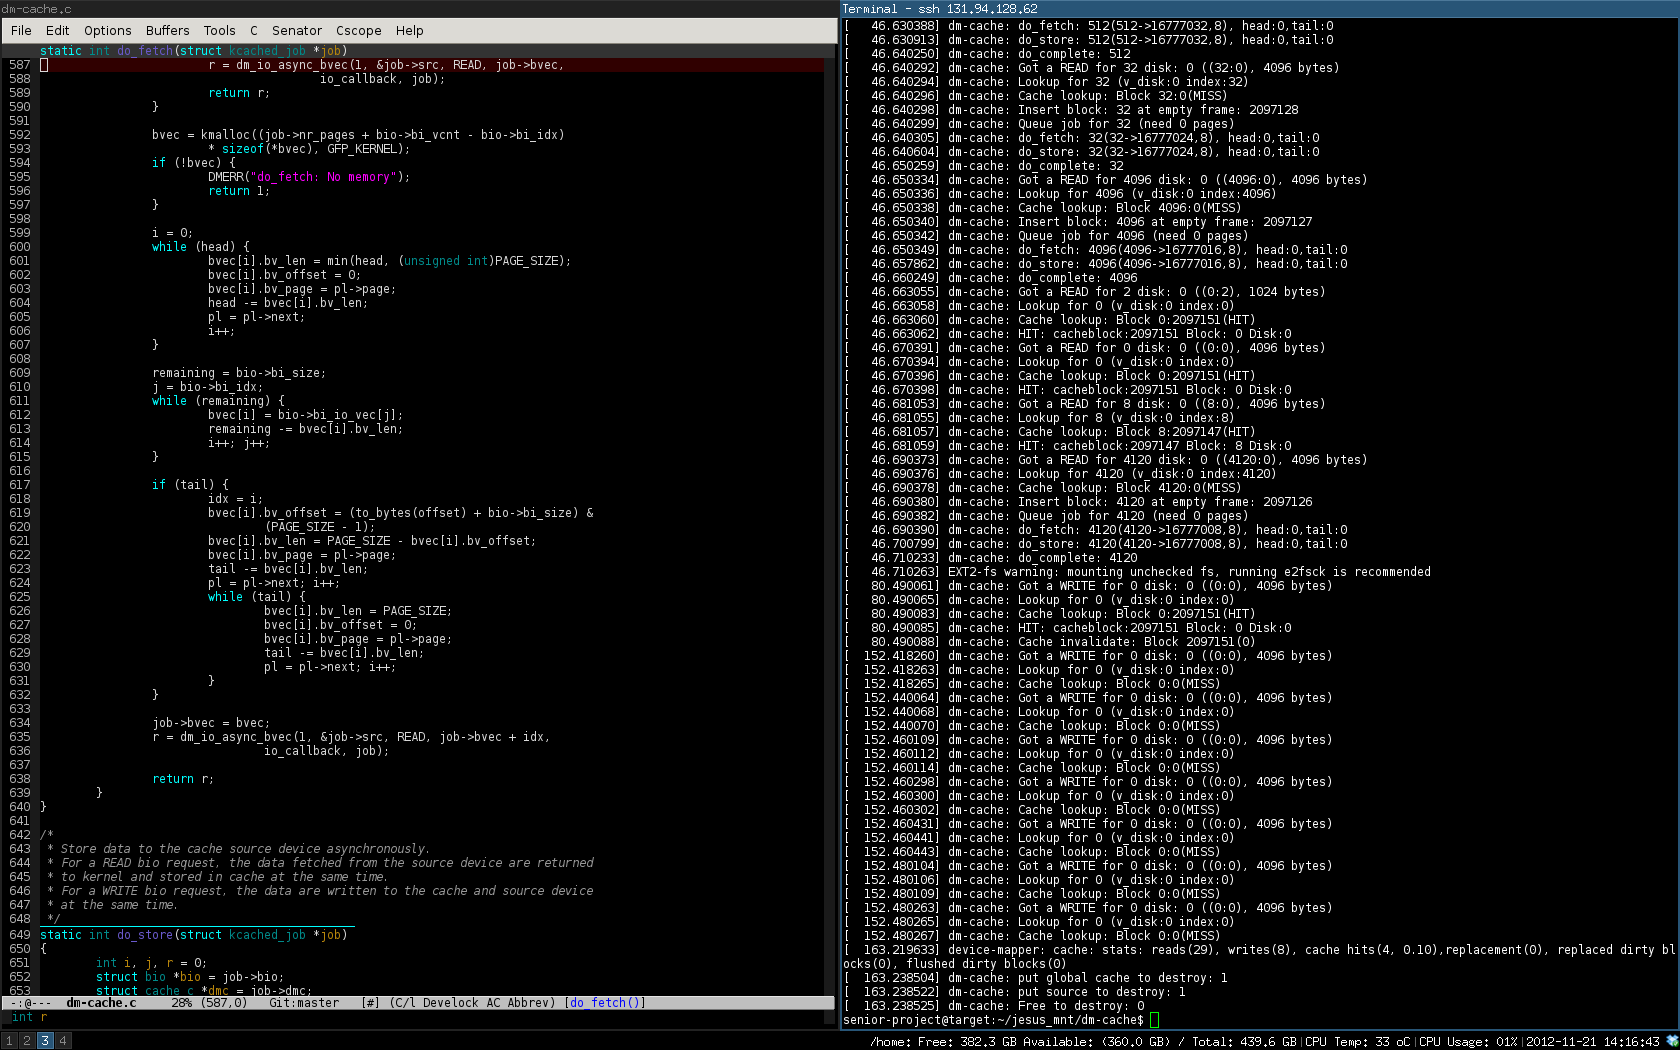 dm-cache.c
File Edit Options Buffers Tools C Senator Cscope Help
static int do_fetch(struct kcached_job *job)
587 r = dm_io_async_bvec(1, &job->src, READ, job->bvec,
588 io_callback, job);
589 return r;
590 }
591
592 bvec = kmalloc((job->nr_pages + bio->bi_vcnt - bio->bi_idx)
593 * sizeof(*bvec), GFP_KERNEL);
594 if (!bvec) {
595 DMERR("do_fetch: No memory");
596 return 1;
597 }
598
599 i = 0;
600 while (head) {
601 bvec[i].bv_len = min(head, (unsigned int)PAGE_SIZE);
602 bvec[i].bv_offset = 0;
603 bvec[i].bv_page = pl->page;
604 head -= bvec[i].bv_len;
605 pl = pl->next;
606 i++;
607 }
608
609 remaining = bio->bi_size;
610 j = bio->bi_idx;
611 while (remaining) {
612 bvec[i] = bio->bi_io_vec[j];
613 remaining -= bvec[i].bv_len;
614 i++; j++;
615 }
616
617 if (tail) {
618 idx = i;
619 bvec[i].bv_offset = (to_bytes(offset) + bio->bi_size) &
620 (PAGE_SIZE - 1);
621 bvec[i].bv_len = PAGE_SIZE - bvec[i].bv_offset;
622 bvec[i].bv_page = pl->page;
623 tail -= bvec[i].bv_len;
624 pl = pl->next; i++;
625 while (tail) {
626 bvec[i].bv_len = PAGE_SIZE;
627 bvec[i].bv_offset = 0;
628 bvec[i].bv_page = pl->page;
629 tail -= bvec[i].bv_len;
630 pl = pl->next; i++;
631 }
632 }
633
634 job->bvec = bvec;
635 r = dm_io_async_bvec(1, &job->src, READ, job->bvec + idx,
636 io_callback, job);
637
638 return r;
639 }
640 }
641
642 /*
643 * Store data to the cache source device asynchronously.
644 * For a READ bio request, the data fetched from the source device are returned
645 * to kernel and stored in cache at the same time.
646 * For a WRITE bio request, the data are written to the cache and source device
647 * at the same time.
648 */
649 static int do_store(struct kcached_job *job)
650 {
651 int i, j, r = 0;
652 struct bio *bio = job->bio;
653 struct cache_c *dmc = job->dmc;
-:@--- dm-cache.c 28% (587,0) Git:master [#] (C/l Develock AC Abbrev) [do_fetch()]
int r
Terminal - ssh 131.94.128.62
[ 46.630388] dm-cache: do_fetch: 512(512->16777032,8), head:0,tail:0
[ 46.630913] dm-cache: do_store: 512(512->16777032,8), head:0,tail:0
[ 46.640250] dm-cache: do_complete: 512
[ 46.640292] dm-cache: Got a READ for 32 disk: 0 ((32:0), 4096 bytes)
[ 46.640294] dm-cache: Lookup for 32 (v_disk:0 index:32)
[ 46.640296] dm-cache: Cache lookup: Block 32:0(MISS)
[ 46.640298] dm-cache: Insert block: 32 at empty frame: 2097128
[ 46.640299] dm-cache: Queue job for 32 (need 0 pages)
[ 46.640305] dm-cache: do_fetch: 32(32->16777024,8), head:0,tail:0
[ 46.640604] dm-cache: do_store: 32(32->16777024,8), head:0,tail:0
[ 46.650259] dm-cache: do_complete: 32
[ 46.650334] dm-cache: Got a READ for 4096 disk: 0 ((4096:0), 4096 bytes)
[ 46.650336] dm-cache: Lookup for 4096 (v_disk:0 index:4096)
[ 46.650338] dm-cache: Cache lookup: Block 4096:0(MISS)
[ 46.650340] dm-cache: Insert block: 4096 at empty frame: 2097127
[ 46.650342] dm-cache: Queue job for 4096 (need 0 pages)
[ 46.650349] dm-cache: do_fetch: 4096(4096->16777016,8), head:0,tail:0
[ 46.657862] dm-cache: do_store: 4096(4096->16777016,8), head:0,tail:0
[ 46.660249] dm-cache: do_complete: 4096
[ 46.663055] dm-cache: Got a READ for 2 disk: 0 ((0:2), 1024 bytes)
[ 46.663058] dm-cache: Lookup for 0 (v_disk:0 index:0)
[ 46.663060] dm-cache: Cache lookup: Block 0:2097151(HIT)
[ 46.663062] dm-cache: HIT: cacheblock:2097151 Block: 0 Disk:0
[ 46.670391] dm-cache: Got a READ for 0 disk: 0 ((0:0), 4096 bytes)
[ 46.670394] dm-cache: Lookup for 0 (v_disk:0 index:0)
[ 46.670396] dm-cache: Cache lookup: Block 0:2097151(HIT)
[ 46.670398] dm-cache: HIT: cacheblock:2097151 Block: 0 Disk:0
[ 46.681053] dm-cache: Got a READ for 8 disk: 0 ((8:0), 4096 bytes)
[ 46.681055] dm-cache: Lookup for 8 (v_disk:0 index:8)
[ 46.681057] dm-cache: Cache lookup: Block 8:2097147(HIT)
[ 46.681059] dm-cache: HIT: cacheblock:2097147 Block: 8 Disk:0
[ 46.690373] dm-cache: Got a READ for 4120 disk: 0 ((4120:0), 4096 bytes)
[ 46.690376] dm-cache: Lookup for 4120 (v_disk:0 index:4120)
[ 46.690378] dm-cache: Cache lookup: Block 4120:0(MISS)
[ 46.690380] dm-cache: Insert block: 4120 at empty frame: 2097126
[ 46.690382] dm-cache: Queue job for 4120 (need 0 pages)
[ 46.690390] dm-cache: do_fetch: 4120(4120->16777008,8), head:0,tail:0
[ 46.700799] dm-cache: do_store: 4120(4120->16777008,8), head:0,tail:0
[ 46.710233] dm-cache: do_complete: 4120
[ 46.710263] EXT2-fs warning: mounting unchecked fs, running e2fsck is recommended
[ 80.490061] dm-cache: Got a WRITE for 0 disk: 0 ((0:0), 4096 bytes)
[ 80.490065] dm-cache: Lookup for 0 (v_disk:0 index:0)
[ 80.490083] dm-cache: Cache lookup: Block 0:2097151(HIT)
[ 80.490085] dm-cache: HIT: cacheblock:2097151 Block: 0 Disk:0
[ 80.490088] dm-cache: Cache invalidate: Block 2097151(0)
[ 152.418260] dm-cache: Got a WRITE for 0 disk: 0 ((0:0), 4096 bytes)
[ 152.418263] dm-cache: Lookup for 0 (v_disk:0 index:0)
[ 152.418265] dm-cache: Cache lookup: Block 0:0(MISS)
[ 152.440064] dm-cache: Got a WRITE for 0 disk: 0 ((0:0), 4096 bytes)
[ 152.440068] dm-cache: Lookup for 0 (v_disk:0 index:0)
[ 152.440070] dm-cache: Cache lookup: Block 0:0(MISS)
[ 152.460109] dm-cache: Got a WRITE for 0 disk: 0 ((0:0), 4096 bytes)
[ 152.460112] dm-cache: Lookup for 0 (v_disk:0 index:0)
[ 152.460114] dm-cache: Cache lookup: Block 0:0(MISS)
[ 152.460298] dm-cache: Got a WRITE for 0 disk: 0 ((0:0), 4096 bytes)
[ 152.460300] dm-cache: Lookup for 0 (v_disk:0 index:0)
[ 152.460302] dm-cache: Cache lookup: Block 0:0(MISS)
[ 152.460431] dm-cache: Got a WRITE for 0 disk: 0 ((0:0), 4096 bytes)
[ 152.460441] dm-cache: Lookup for 0 (v_disk:0 index:0)
[ 152.460443] dm-cache: Cache lookup: Block 0:0(MISS)
[ 152.480104] dm-cache: Got a WRITE for 0 disk: 0 ((0:0), 4096 bytes)
[ 152.480106] dm-cache: Lookup for 0 (v_disk:0 index:0)
[ 152.480109] dm-cache: Cache lookup: Block 0:0(MISS)
[ 152.480263] dm-cache: Got a WRITE for 0 disk: 0 ((0:0), 4096 bytes)
[ 152.480265] dm-cache: Lookup for 0 (v_disk:0 index:0)
[ 152.480267] dm-cache: Cache lookup: Block 0:0(MISS)
[ 163.219633] device-mapper: cache: stats: reads(29), writes(8), cache hits(4, 0.10),replacement(0), replaced dirty bl
ocks(0), flushed dirty blocks(0)
[ 163.238504] dm-cache: put global cache to destroy: 1
[ 163.238522] dm-cache: put source to destroy: 1
[ 163.238525] dm-cache: Free to destroy: 0
senior-project@target:~/jesus_mnt/dm-cache$
1 2 3 4
/home: Free: 382.3 GB Available: (360.0 GB) / Total: 439.6 GB|CPU Temp: 33 oC|CPU Usage: 01%|2012-11-21 14:16:43